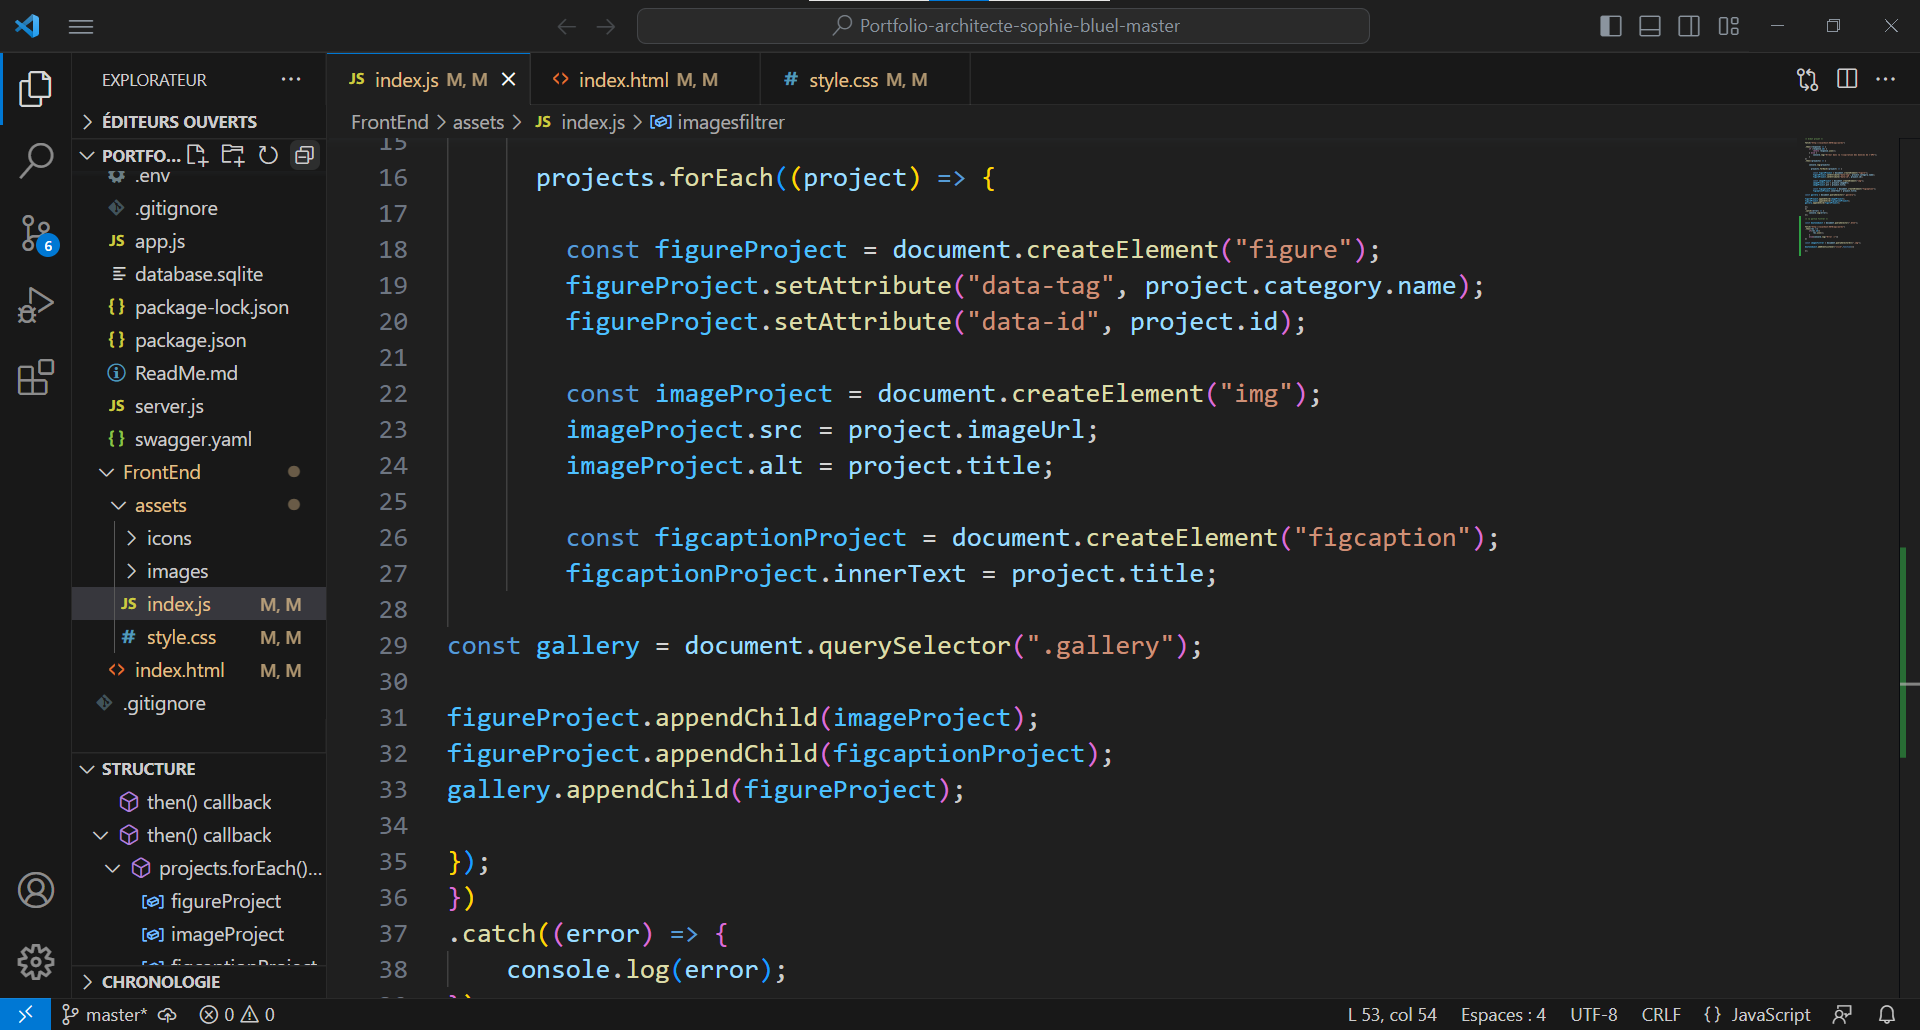 Portfolio-architecte-sophie-bluel-master
EXPLORATEUR
ÉDITEURS OUVERTS
PORTFO...
.env
.gitignore
app.js
database.sqlite
package-lock.json
package.json
ReadMe.md
server.js
swagger.yaml
FrontEnd
assets
icons
images
index.js M, M
style.css M, M
index.html M, M
.gitignore
STRUCTURE
then() callback
then() callback
projects.forEach()...
figureProject
imageProject
figcaptionProject
CHRONOLOGIE
6
JS index.js M, M
<> index.html M, M
# style.css M, M
FrontEnd > assets > JS index.js > imagesfiltrer
15
16 projects.forEach((project) => {
17
18 const figureProject = document.createElement("figure");
19 figureProject.setAttribute("data-tag", project.category.name);
20 figureProject.setAttribute("data-id", project.id);
21
22 const imageProject = document.createElement("img");
23 imageProject.src = project.imageUrl;
24 imageProject.alt = project.title;
25
26 const figcaptionProject = document.createElement("figcaption");
27 figcaptionProject.innerText = project.title;
28
29 const gallery = document.querySelector(".gallery");
30
31 figureProject.appendChild(imageProject);
32 figureProject.appendChild(figcaptionProject);
33 gallery.appendChild(figureProject);
34
35 });
36 })
37 .catch((error) => {
38 console.log(error);
master* 0 0
L 53, col 54 Espaces : 4 UTF-8 CRLF {} JavaScript